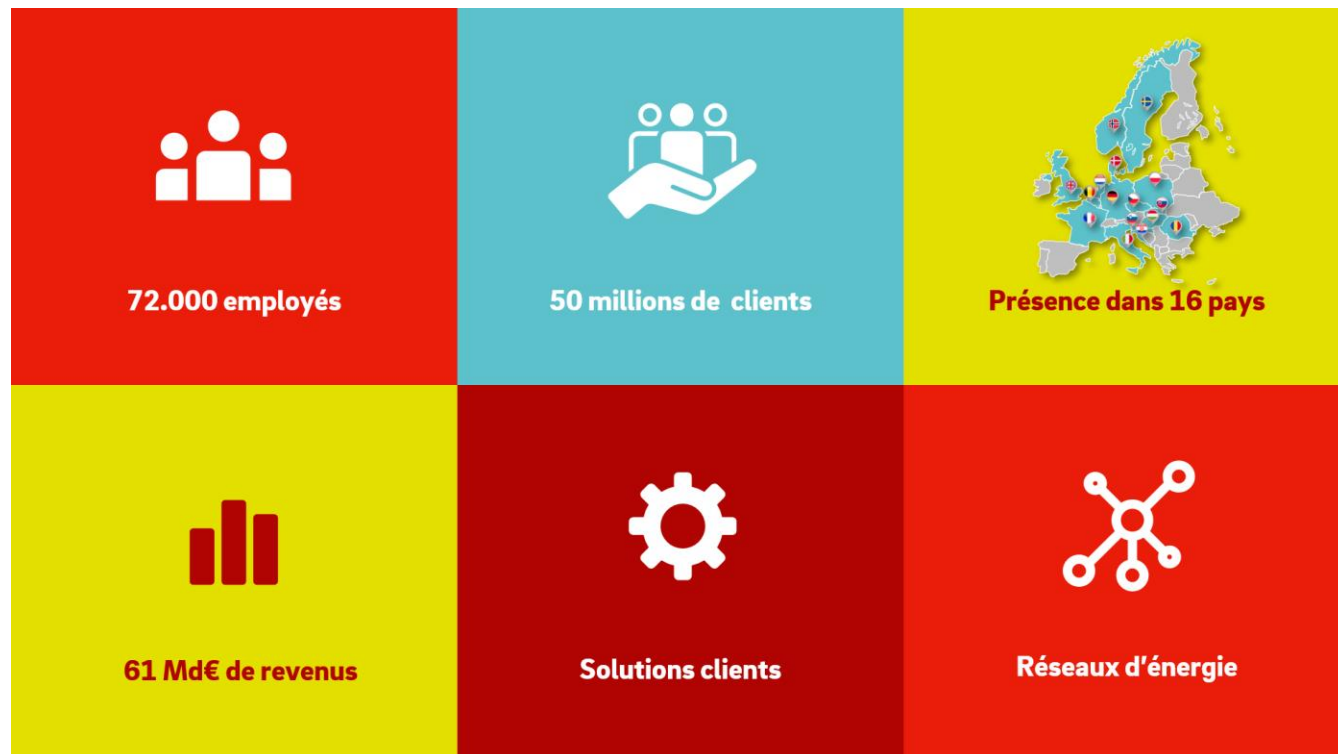 72.000 employés
50 millions de clients
Présence dans 16 pays
61 Md€ de revenus
Solutions clients
Réseaux d'énergie